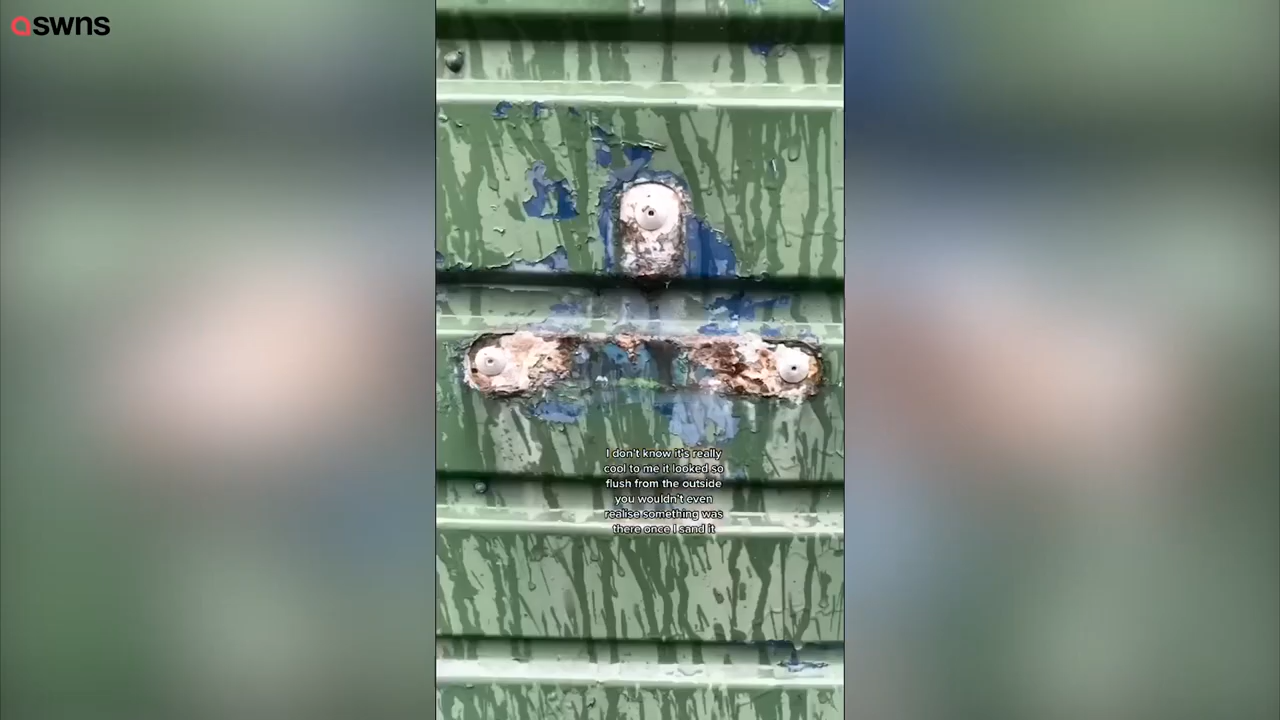 swns
I don't know it's really
cool to me it looked so
flush from the outside
you wouldn't even
realise something was
there once I sand it